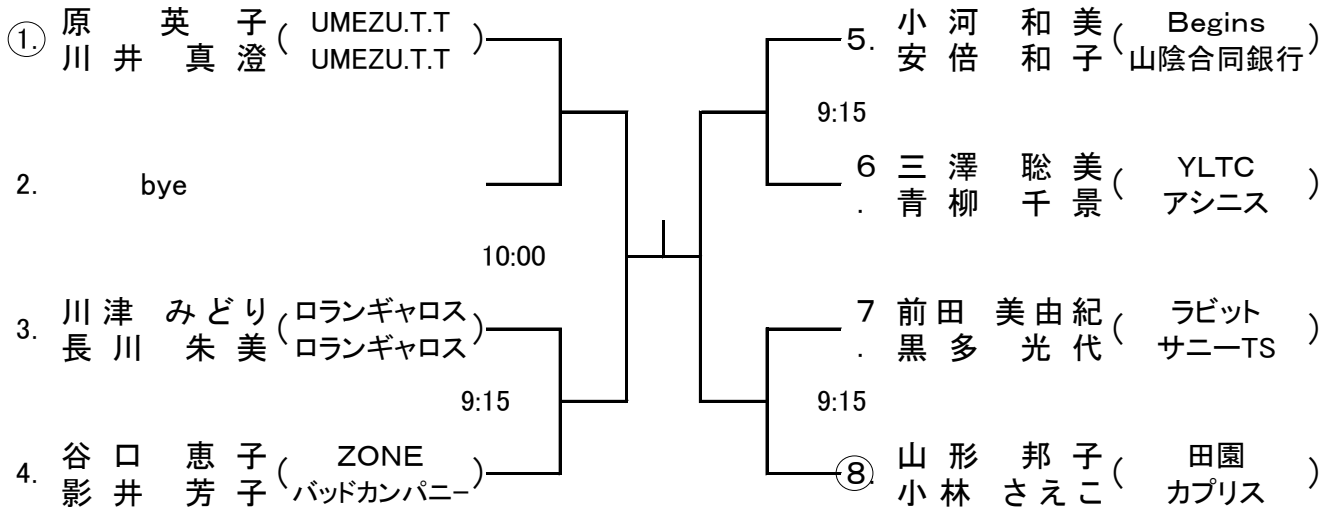 1. 原 英 子 ( UMEZU.T.T )
川 井 真 澄 UMEZU.T.T
2. bye
10:00
3. 川 津 み ど り ( ロランギャロス )
長 川 朱 美 ロランギャロス
9:15
4. 谷 口 恵 子 ( ZONE )
影 井 芳 子 バッドカンパニー
5. 小 河 和 美 ( Begins )
安 倍 和 子 山陰合同銀行
9:15
6 三 澤 聡 美 ( YLTC )
. 青 柳 千 景 アシニス
7 前 田 美 由 紀 ( ラビット )
. 黒 多 光 代 サニーTS
9:15
8. 山 形 邦 子 ( 田園 )
小 林 さ え こ カプリス